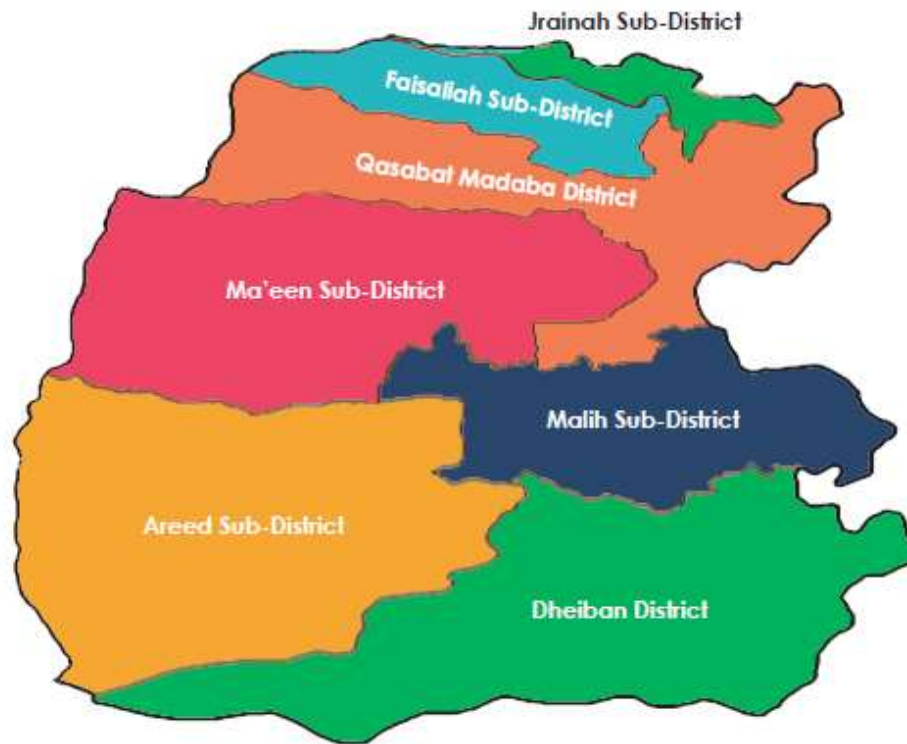 Jrainah Sub-District
Faisaliah Sub-District
Qasabat Madaba District
Ma'een Sub-District
Malih Sub-District
Areed Sub-District
Dheiban District